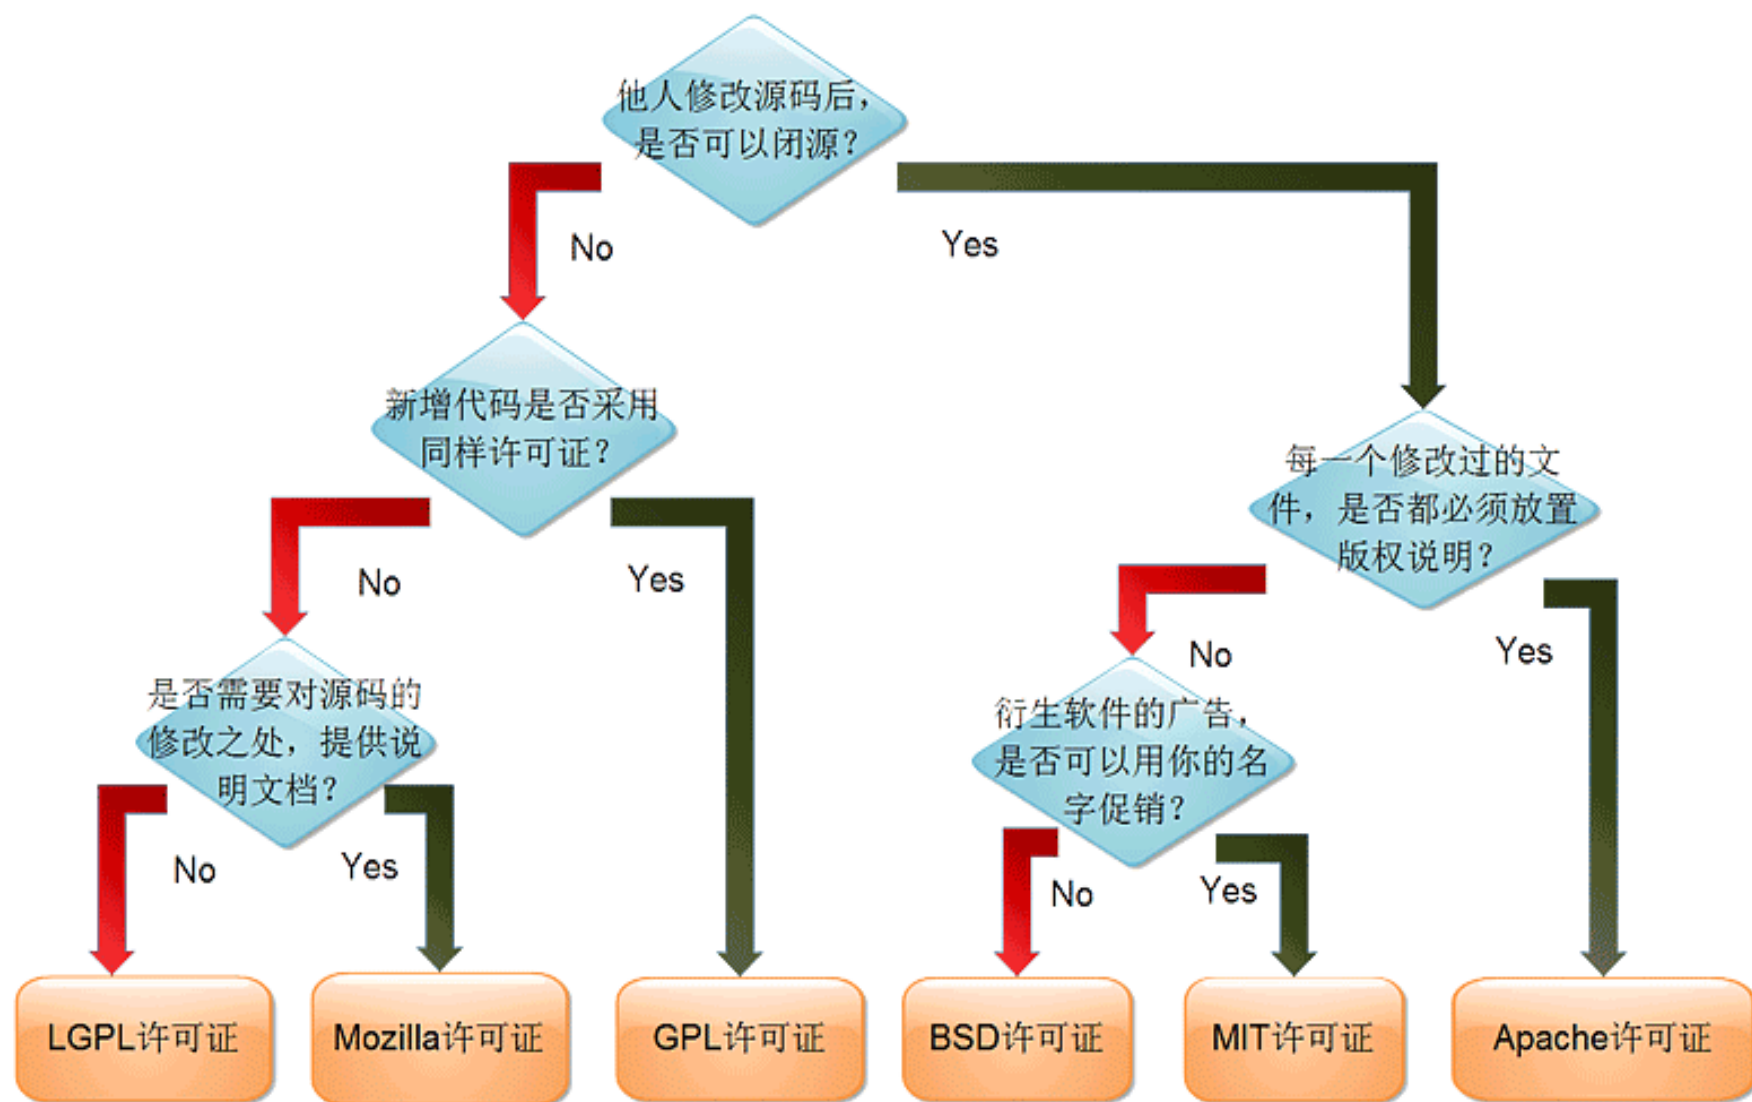 他人修改源码后，
是否可以闭源？
No
Yes
新增代码是否采用
同样许可证？
每一个修改过的文
件，是否都必须放置
版权说明？
No
Yes
No
Yes
是否需要对源码的
修改之处，提供说
明文档？
衍生软件的广告，
是否可以用你的名
字促销？
No
Yes
No
Yes
LGPL许可证
Mozilla许可证
GPL许可证
BSD许可证
MIT许可证
Apache许可证